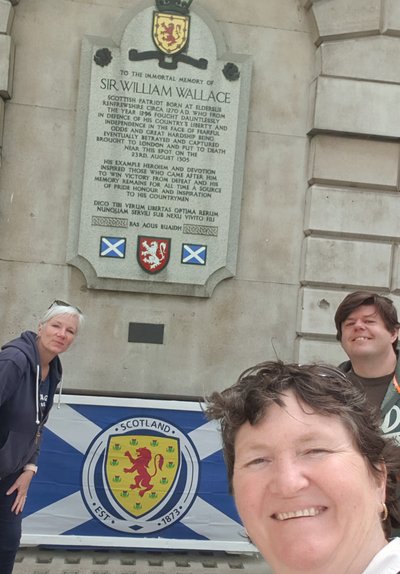 TO THE IMMORTAL MEMORY OF
SIR WILLIAM WALLACE
SCOTTISH PATRIOT BORN AT ELDERSLIE
RENFREWSHIRE CIRCA 1270 A.D. WHO FROM
THE YEAR 1296 FOUGHT DAUNTLESSLY
IN DEFENCE OF HIS COUNTRY'S LIBERTY AND
INDEPENDENCE IN THE FACE OF FEARFUL
ODDS AND GREAT HARDSHIP BEING
EVENTUALLY BETRAYED AND CAPTURED
BROUGHT TO LONDON AND PUT TO DEATH
NEAR THIS SPOT ON THE
23RD AUGUST 1305
HIS EXAMPLE HEROISM AND DEVOTION
INSPIRED THOSE WHO CAME AFTER HIM
TO WIN VICTORY FROM DEFEAT AND HIS
MEMORY REMAINS FOR ALL TIME A SOURCE
OF PRIDE HONOUR AND INSPIRATION
TO HIS COUNTRYMEN
DICO TIBI VERUM LIBERTAS OPTIMA RERUM
NUNQUAM SERVILI SUB NEXU VIVITO FILI
BAS AGUS BUAIDH
SCOTLAND
EST. 1873